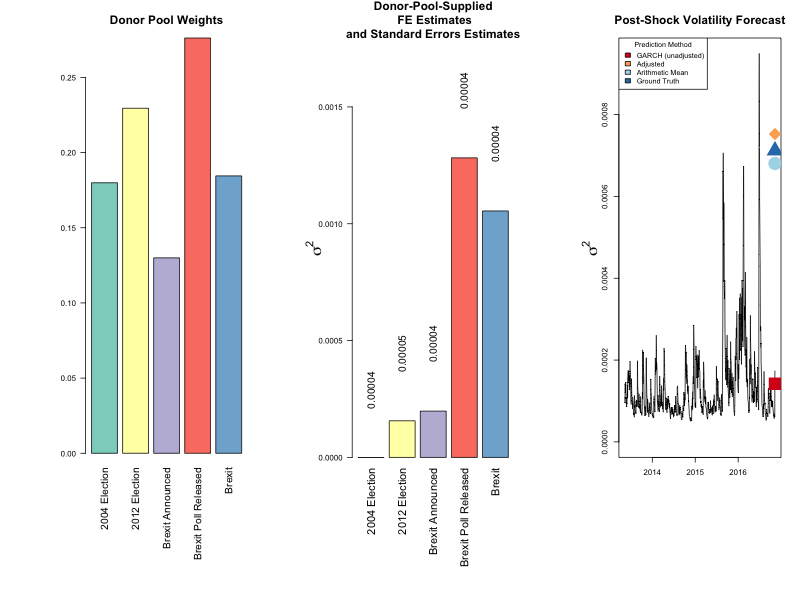 Donor Pool Weights
0.25
0.20
0.15
0.10
0.05
0.00
2004 Election
2012 Election
Brexit Announced
Brexit Poll Released
Brexit
Donor-Pool-Supplied
FE Estimates
and Standard Errors Estimates
σ2
0.0015
0.0010
0.0005
0.0000
0.00004
0.00005
0.00004
0.00004
0.00004
2004 Election
2012 Election
Brexit Announced
Brexit Poll Released
Brexit
Post-Shock Volatility Forecast
Prediction Method
GARCH (unadjusted)
Adjusted
Arithmetic Mean
Ground Truth
σ2
0.0008
0.0006
0.0004
0.0002
0.0000
2014
2015
2016